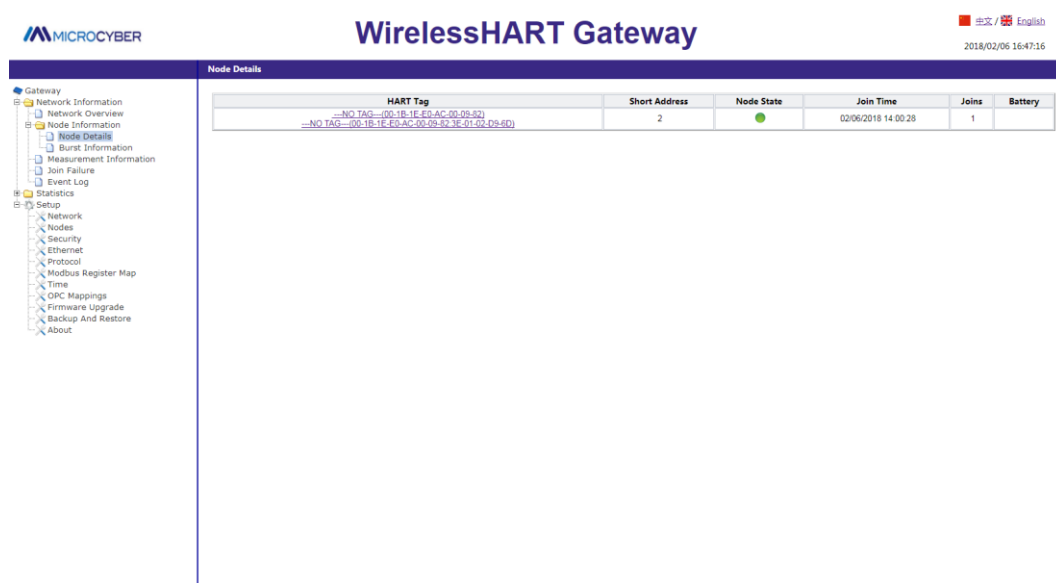 MICROCYBER
WirelessHART Gateway
中文 / English
2018/02/06 16:47:16
Node Details
Gateway
Network Information
Network Overview
Node Information
Node Details
Burst Information
Measurement Information
Join Failure
Event Log
Statistics
Setup
Network
Nodes
Security
Ethernet
Protocol
Modbus Register Map
Time
OPC Mappings
Firmware Upgrade
Backup And Restore
About
HART Tag Short Address Node State Join Time Joins Battery
---NO TAG---(00-1B-1E-E0-AC-00-09-82)
---NO TAG---(00-1B-1E-E0-AC-00-09-82:3E-01-02-D9-6D)
2 02/06/2018 14:00:28 1